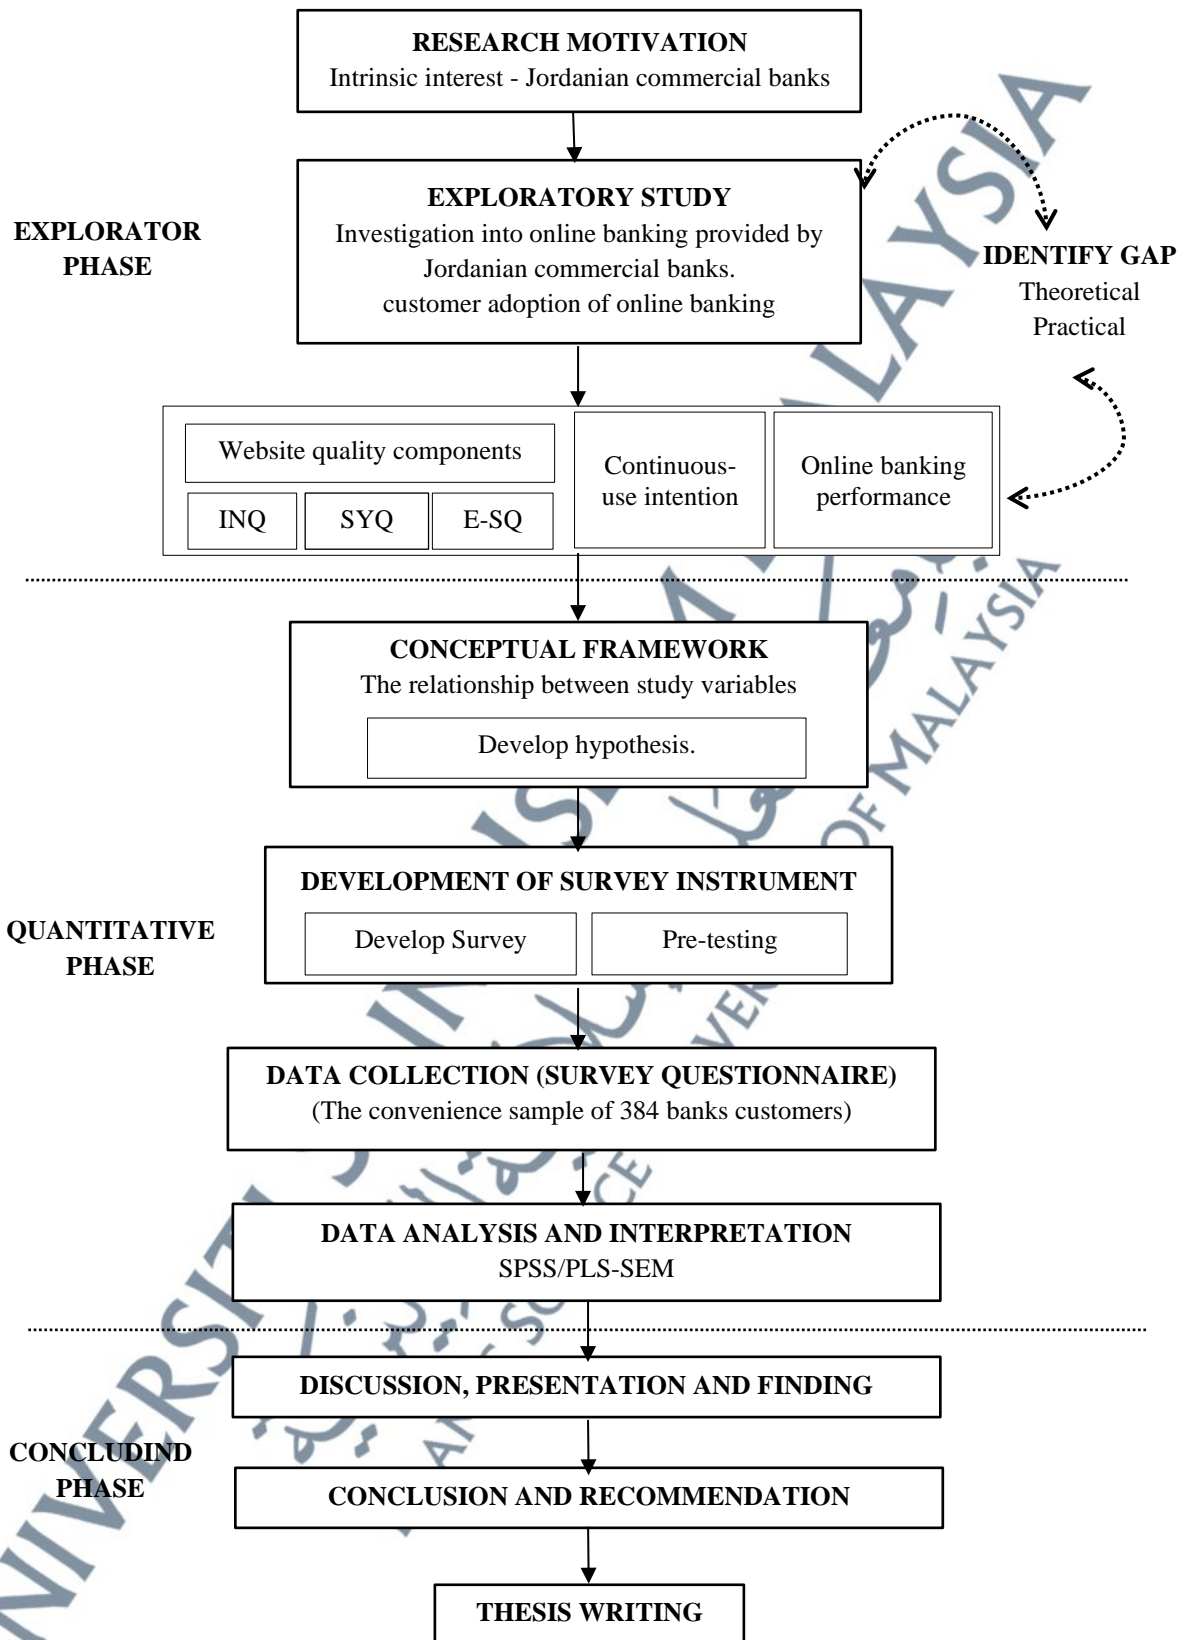 RESEARCH MOTIVATION
Intrinsic interest - Jordanian commercial banks
EXPLORATOR
PHASE
EXPLORATORY STUDY
Investigation into online banking provided by
Jordanian commercial banks.
customer adoption of online banking
IDENTIFY GAP
Theoretical
Practical
Website quality components
INQ
SYQ
E-SQ
Continuous-
use intention
Online banking
performance
CONCEPTUAL FRAMEWORK
The relationship between study variables
Develop hypothesis.
QUANTITATIVE
PHASE
DEVELOPMENT OF SURVEY INSTRUMENT
Develop Survey
Pre-testing
DATA COLLECTION (SURVEY QUESTIONNAIRE)
(The convenience sample of 384 banks customers)
DATA ANALYSIS AND INTERPRETATION
SPSS/PLS-SEM
DISCUSSION, PRESENTATION AND FINDING
CONCLUDIND
PHASE
CONCLUSION AND RECOMMENDATION
THESIS WRITING
OF MALAYSIA